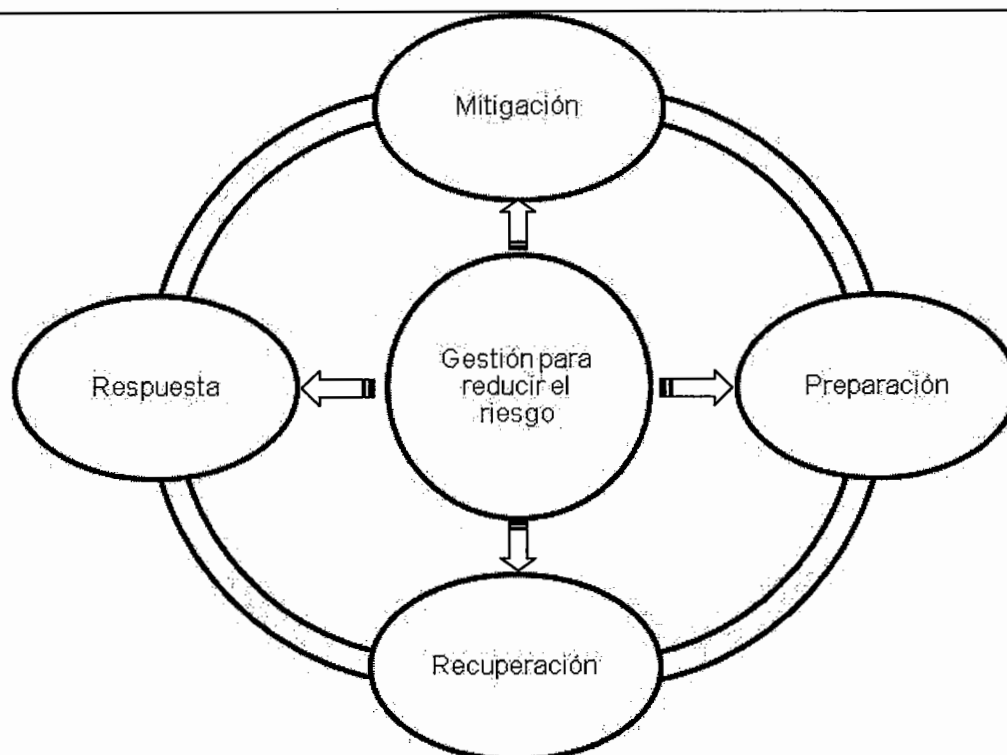 Mitigación
Respuesta
Gestión para
reducir el
riesgo
Preparación
Recuperación